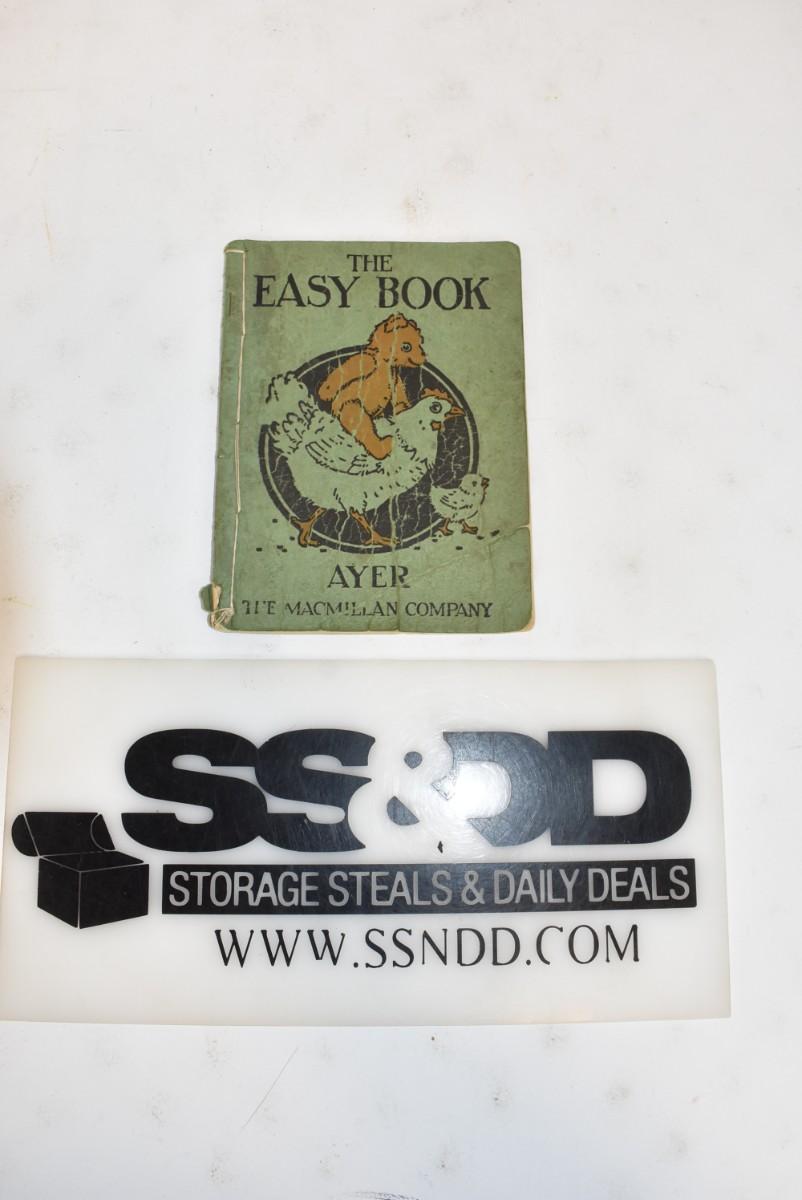 THE
EASY BOOK
AYER
THE MACMILLAN COMPANY
SS&DD
STORAGE STEALS & DAILY DEALS
WWW.SSNDD.COM